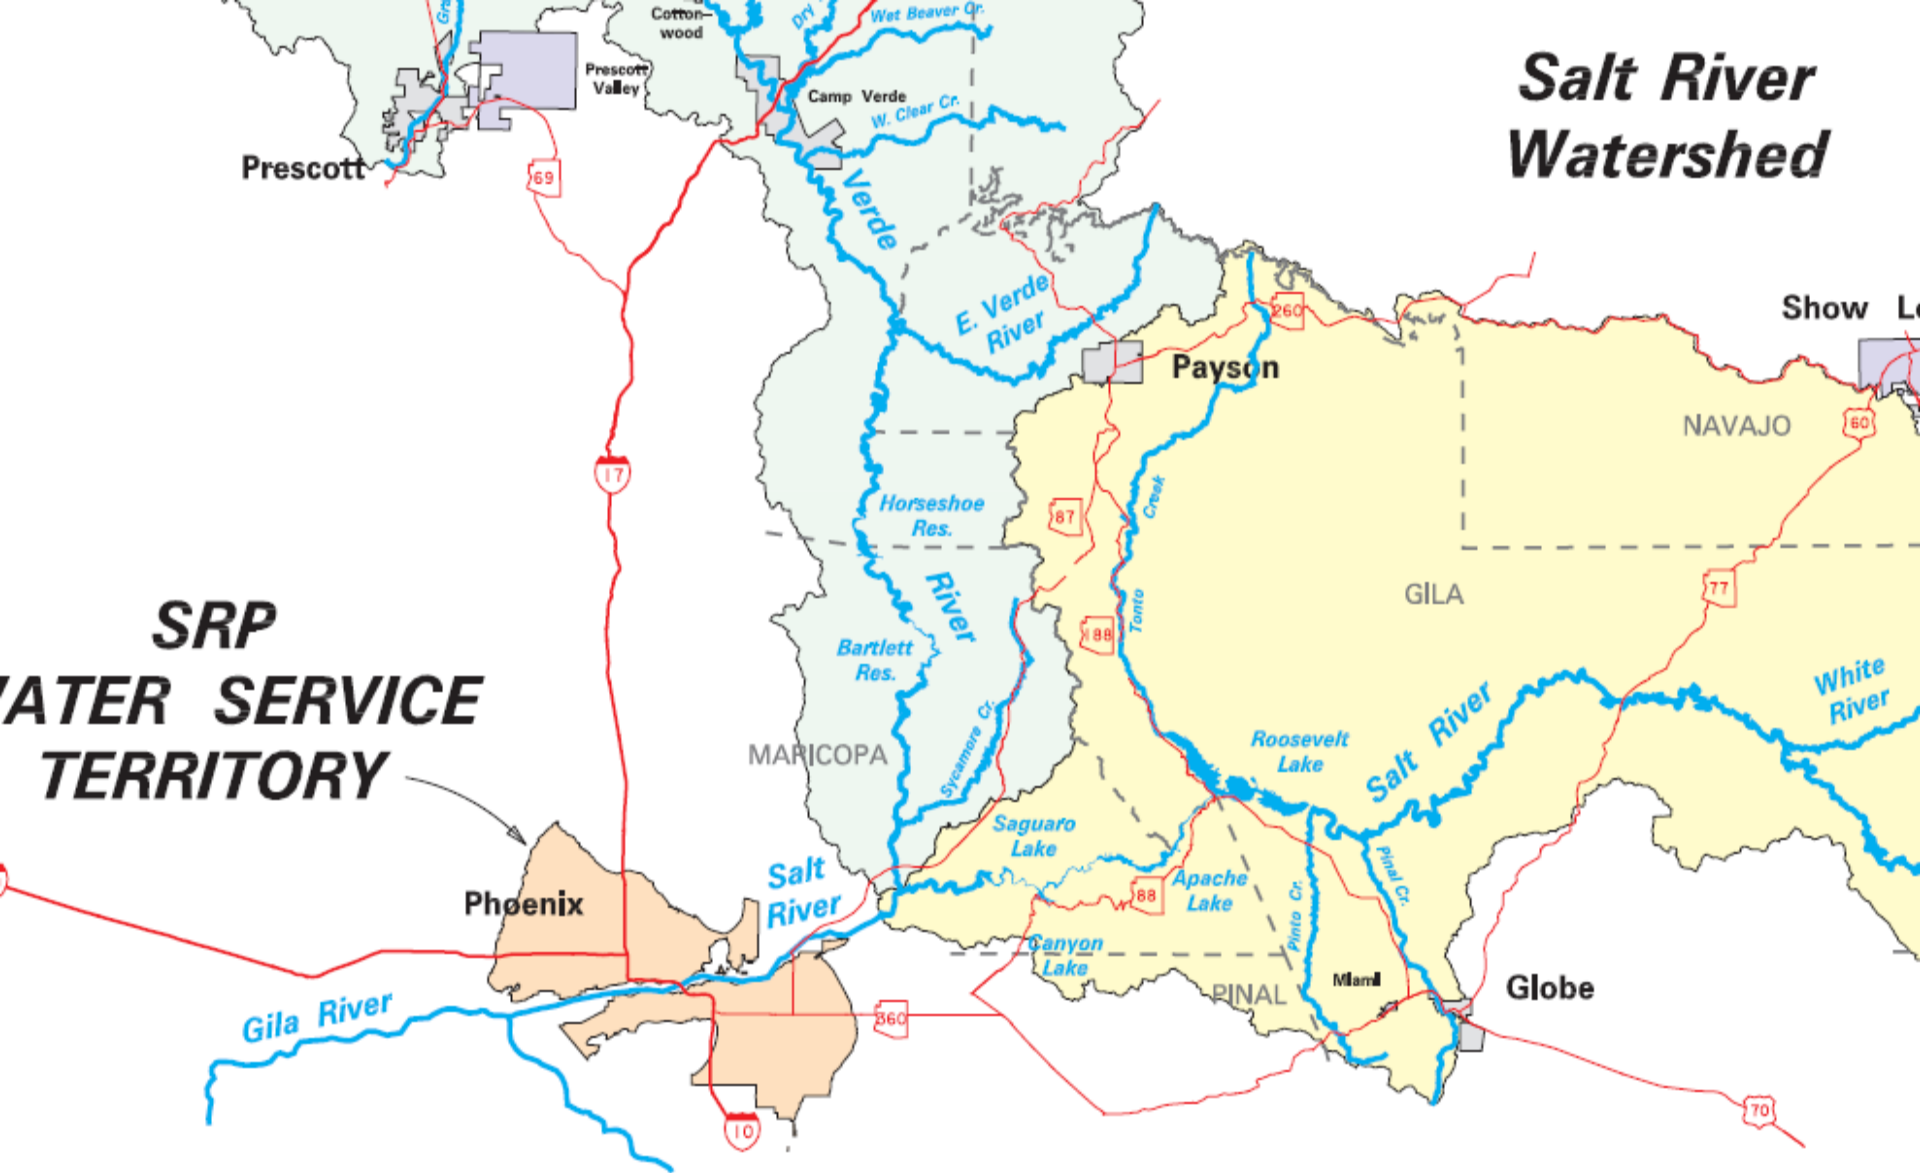 Cotton-
wood
Dry
Wet Beaver Cr.
Prescott
Valley
Camp Verde
W. Clear Cr.
Salt River
Watershed
Prescott
69
Verde
E. Verde
River
260
Show
Payson
NAVAJO
60
17
Horseshoe
Res.
87
Creek
River
77
GILA
SRP
WATER SERVICE
TERRITORY
188
Tonto
Bartlett
Res.
White
River
Salt River
Sycamore Cr.
MARICOPA
Roosevelt
Lake
Saguaro
Lake
Salt
River
Phoenix
Pinal Cr.
88
Apache
Lake
Pinto Cr.
Canyon
Lake
Miami
PINAL
Globe
Gila River
360
10
70